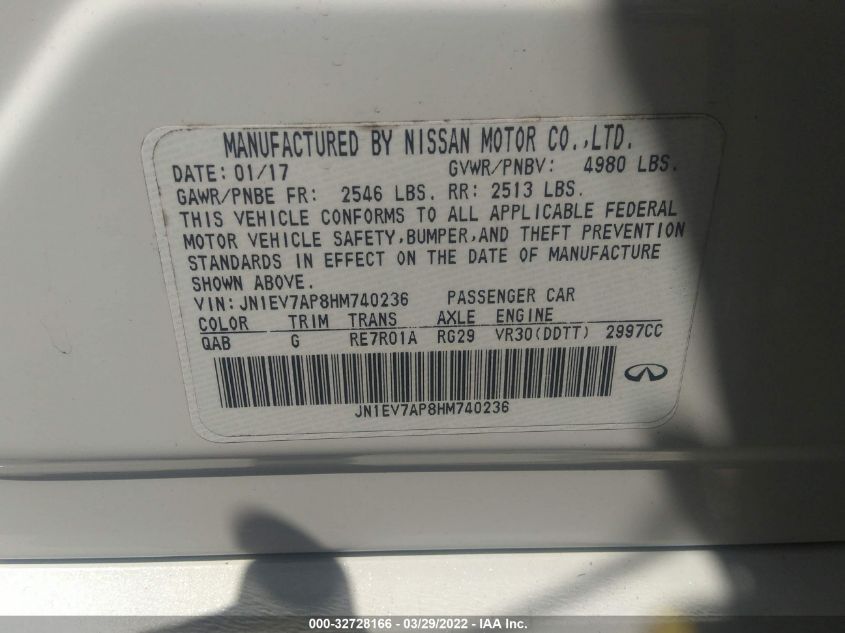 MANUFACTURED BY NISSAN MOTOR CO.,LTD.
DATE: 01/17 GVWR/PNBV: 4980 LBS.
GAWR/PNBE FR: 2546 LBS. RR: 2513 LBS.
THIS VEHICLE CONFORMS TO ALL APPLICABLE FEDERAL
MOTOR VEHICLE SAFETY,BUMPER,AND THEFT PREVENTION
STANDARDS IN EFFECT ON THE DATE OF MANUFACTURE
SHOWN ABOVE.
VIN:JN1EV7AP8HM740236 PASSENGER CAR
COLOR TRIM TRANS AXLE ENGINE
QAB G RE7R01A RG29 VR30(DDTT) 2997CC
JN1EV7AP8HM740236
000-32728166 - 03/29/2022 - IAA Inc.